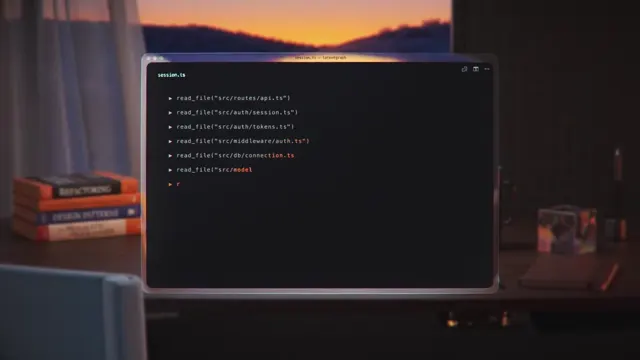 session.ts
read_file("src/routes/api.ts")
read_file("src/auth/session.ts")
read_file("src/auth/tokens.ts")
read_file("src/middleware/auth.ts")
read_file("src/db/connection.ts
read_file("src/model
r
REFACTORING
DESIGN PATTERNS